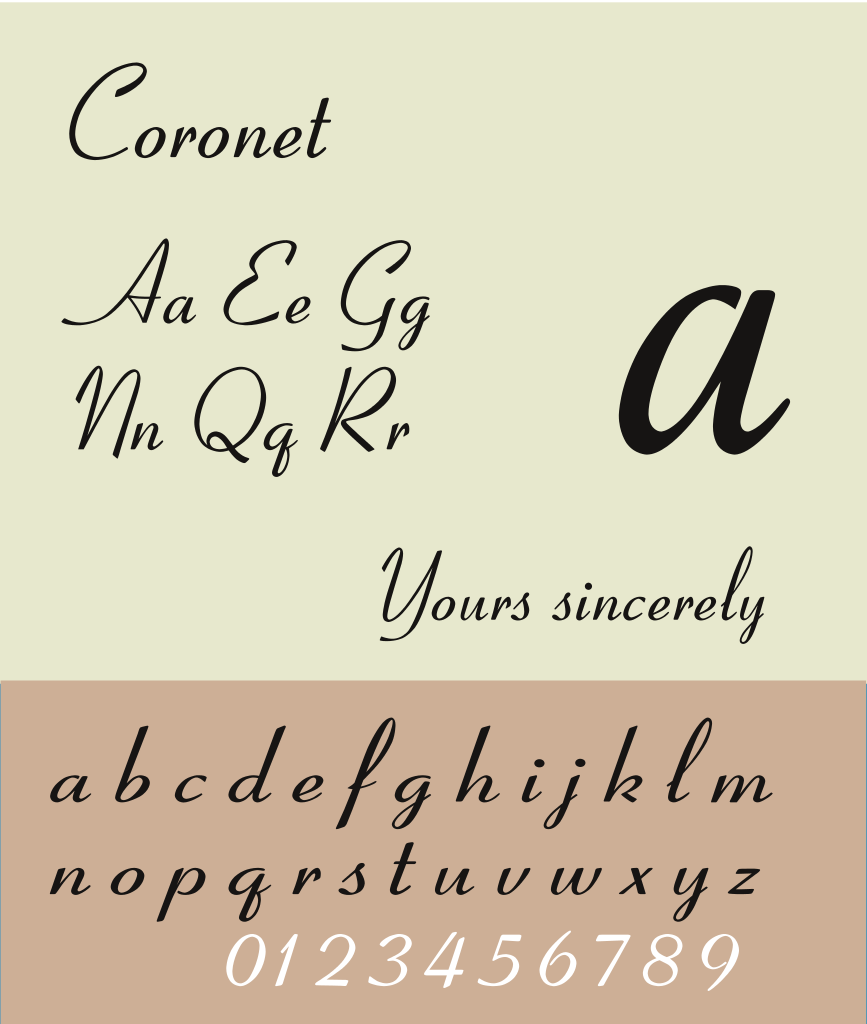 Coronet
Aa Ee Gg
Nn Qq Rr
a
Yours sincerely
a b c d e f g h i j k l m
n o p q r s t u v w x y z
0 1 2 3 4 5 6 7 8 9